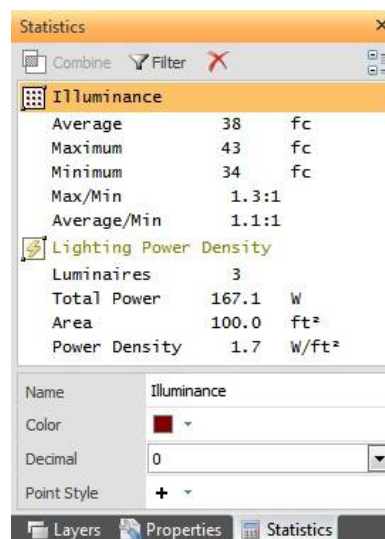 Statistics
Combine Filter
Illuminance
Average 38 fc
Maximum 43 fc
Minimum 34 fc
Max/Min 1.3:1
Average/Min 1.1:1
Lighting Power Density
Luminaires 3
Total Power 167.1 W
Area 100.0 ft²
Power Density 1.7 W/ft²
Name Illuminance
Color
Decimal 0
Point Style +
Layers Properties Statistics